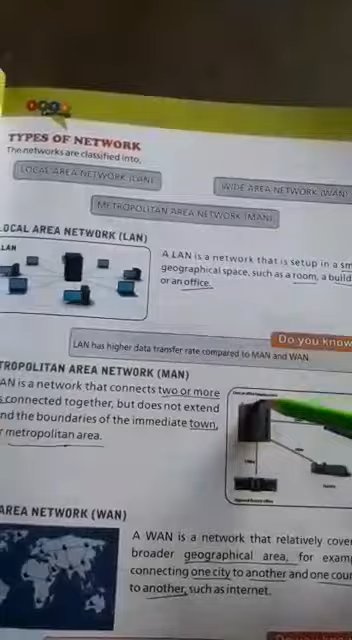 TYPES OF NETWORK
The networks are classified into,
LOCAL AREA NETWORK (LAN)
WIDE AREA NETWORK (WAN)
METROPOLITAN AREA NETWORK (MAN)
LOCAL AREA NETWORK (LAN)
LAN
A LAN is a network that is setup in a sm
geographical space, such as a room, a build
or an office.
Do you know
LAN has higher data transfer rate compared to MAN and WAN.
TROPOLITAN AREA NETWORK (MAN)
AN is a network that connects two or more
s connected together, but does not extend
nd the boundaries of the immediate town,
r metropolitan area.
AREA NETWORK (WAN)
A WAN is a network that relatively cove
broader geographical area, for examp
connecting one city to another and one coun
to another, such as internet.